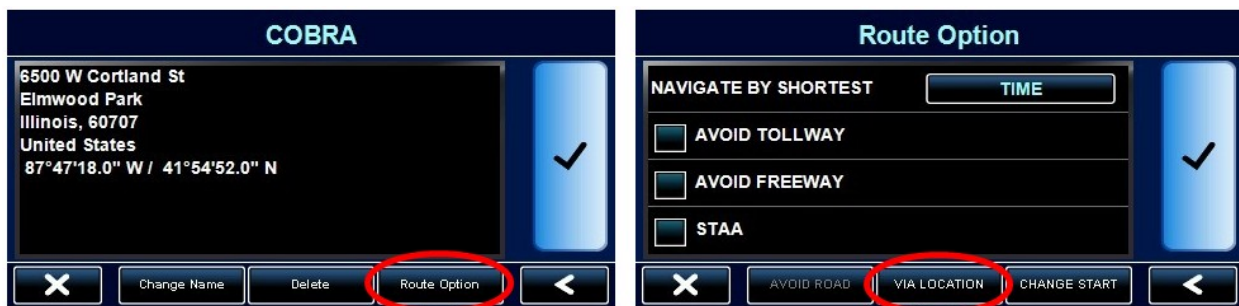 COBRA
6500 W Cortland St
Elmwood Park
Illinois, 60707
United States
87°47'18.0" W / 41°54'52.0" N
Change Name
Delete
Route Option
Route Option
NAVIGATE BY SHORTEST TIME
AVOID TOLLWAY
AVOID FREEWAY
STAA
AVOID ROAD
VIA LOCATION
CHANGE START